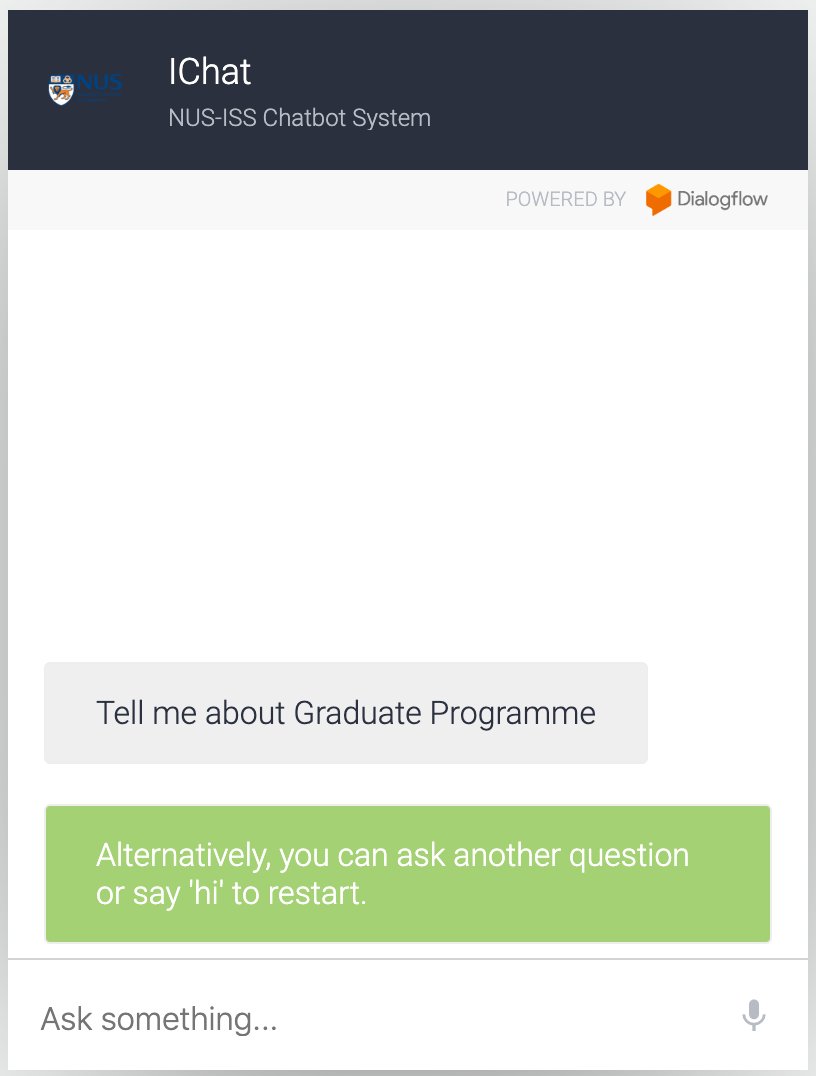 NUS
IChat
NUS-ISS Chatbot System
POWERED BY Dialogflow
Tell me about Graduate Programme
Alternatively, you can ask another question
or say 'hi' to restart.
Ask something...